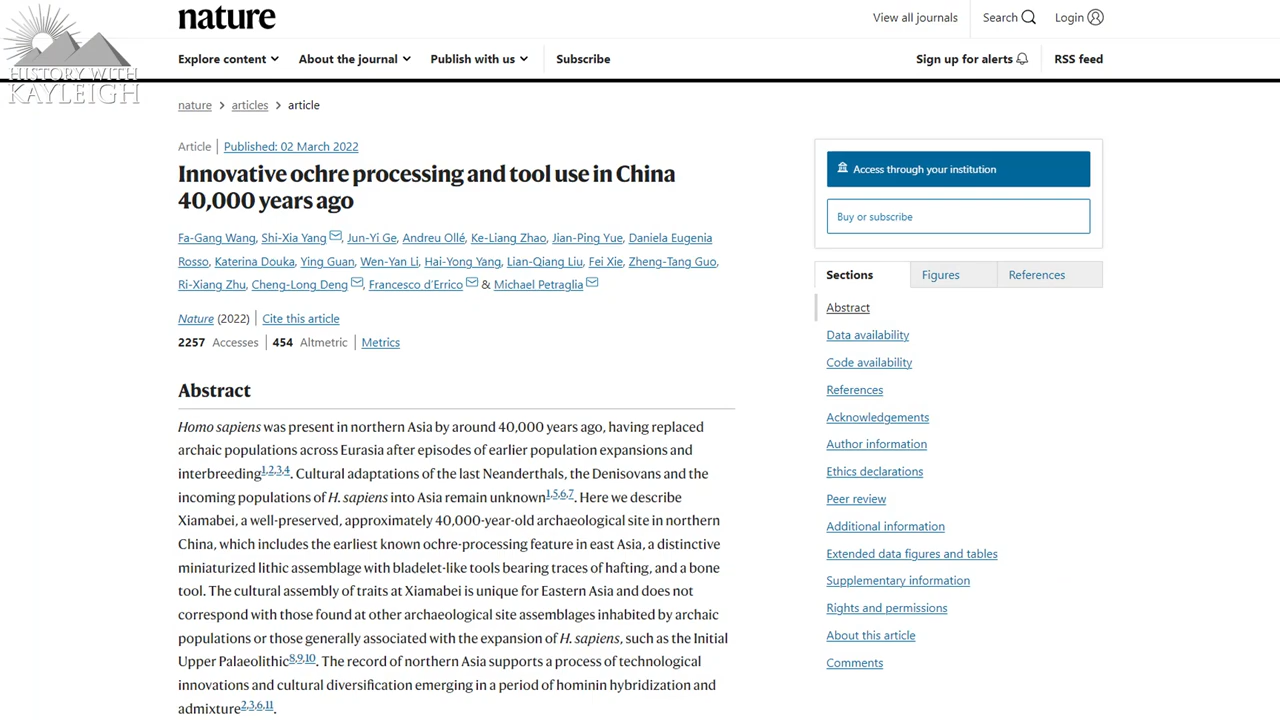 nature
View all journals
Search
Login
HISTORY WITH
KAYLEIGH
Explore content
About the journal
Publish with us
Subscribe
Sign up for alerts
RSS feed
nature > articles > article
Article | Published: 02 March 2022
Innovative ochre processing and tool use in China
40,000 years ago
Fa-Gang Wang, Shi-Xia Yang, Jun-Yi Ge, Andreu Ollé, Ke-Liang Zhao, Jian-Ping Yue, Daniela Eugenia
Rosso, Katerina Douka, Ying Guan, Wen-Yan Li, Hai-Yong Yang, Lian-Qiang Liu, Fei Xie, Zheng-Tang Guo,
Ri-Xiang Zhu, Cheng-Long Deng, Francesco d'Errico & Michael Petraglia
Nature (2022) | Cite this article
2257 Accesses | 454 Altmetric | Metrics
Abstract
Homo sapiens was present in northern Asia by around 40,000 years ago, having replaced
archaic populations across Eurasia after episodes of earlier population expansions and
interbreeding1,2,3,4. Cultural adaptations of the last Neanderthals, the Denisovans and the
incoming populations of H. sapiens into Asia remain unknown1,5,6,7. Here we describe
Xiamabei, a well-preserved, approximately 40,000-year-old archaeological site in northern
China, which includes the earliest known ochre-processing feature in east Asia, a distinctive
miniaturized lithic assemblage with bladelet-like tools bearing traces of hafting, and a bone
tool. The cultural assembly of traits at Xiamabei is unique for Eastern Asia and does not
correspond with those found at other archaeological site assemblages inhabited by archaic
populations or those generally associated with the expansion of H. sapiens, such as the Initial
Upper Palaeolithic8,9,10. The record of northern Asia supports a process of technological
innovations and cultural diversification emerging in a period of hominin hybridization and
admixture2,3,6,11.
Access through your institution
Buy or subscribe
Sections
Figures
References
Abstract
Data availability
Code availability
References
Acknowledgements
Author information
Ethics declarations
Peer review
Additional information
Extended data figures and tables
Supplementary information
Rights and permissions
About this article
Comments